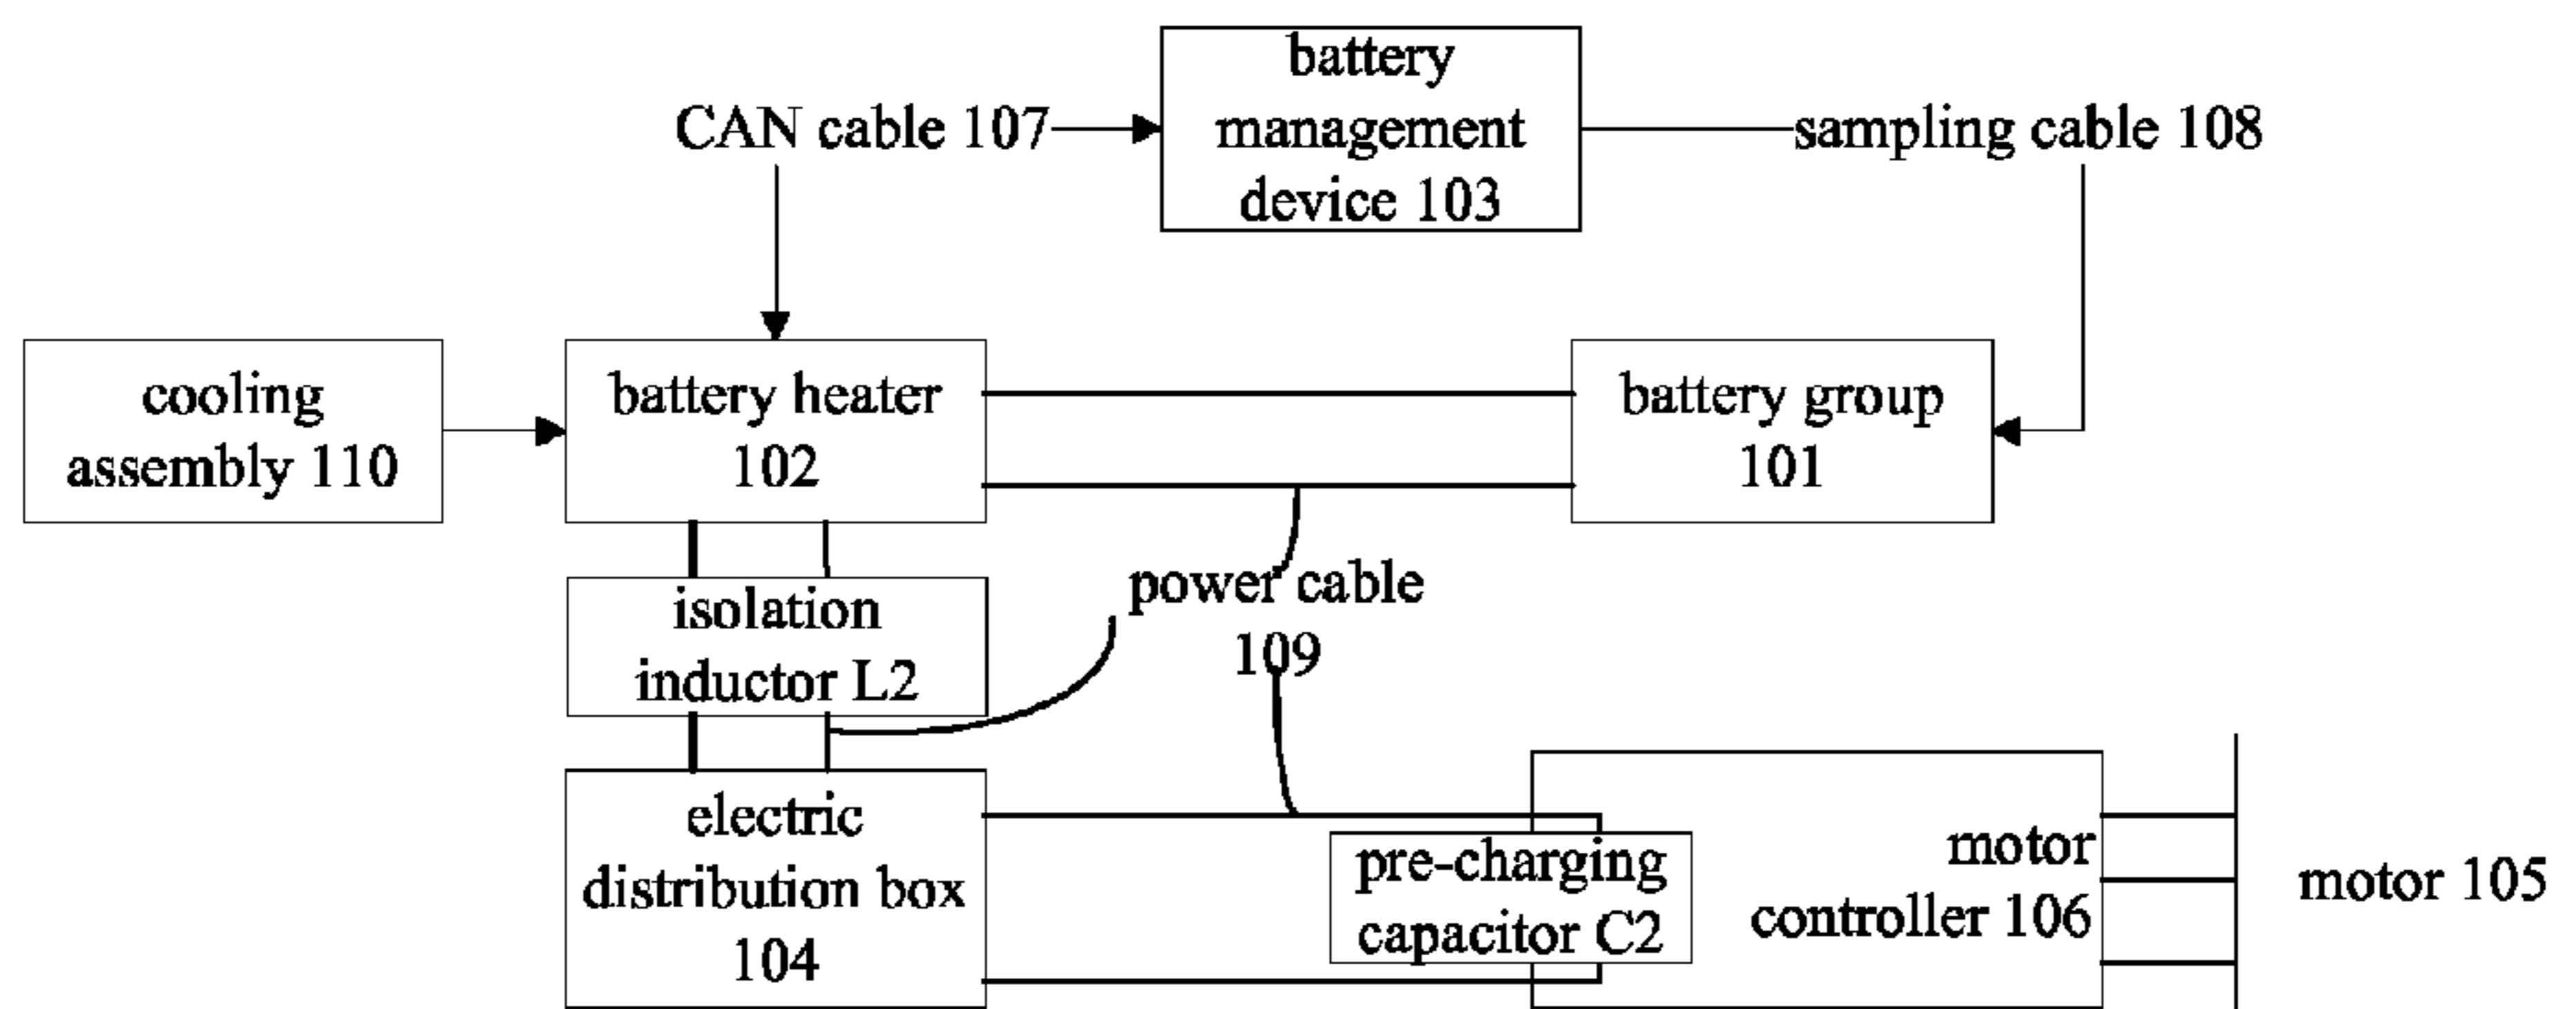 battery
management
device 103
CAN cable 107
sampling cable 108
cooling
assembly 110
battery heater
102
battery group
101
isolation
inductor L2
power cable
109
electric
distribution box
104
pre-charging
capacitor C2
motor
controller 106
motor 105